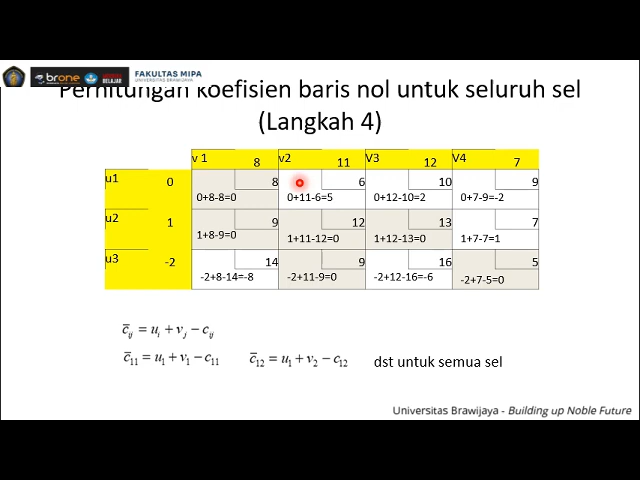 brone
BELAJAR
FAKULTAS MIPA
UNIVERSITAS BRAWIJAYA
Perhitungan koefisien baris nol untuk seluruh sel
(Langkah 4)
v 1 8 v2 11 V3 12 V4 7
u1 0 8 6 10 9
0+8-8=0 0+11-6=5 0+12-10=2 0+7-9=-2
u2 1 9 12 13 7
1+8-9=0 1+11-12=0 1+12-13=0 1+7-7=1
u3 -2 14 9 16 5
-2+8-14=-8 -2+11-9=0 -2+12-16=-6 -2+7-5=0
c̅ij = ui + vj − cij
c̅11 = u1 + v1 − c11 c̅12 = u1 + v2 − c12 dst untuk semua sel
Universitas Brawijaya - Building up Noble Future